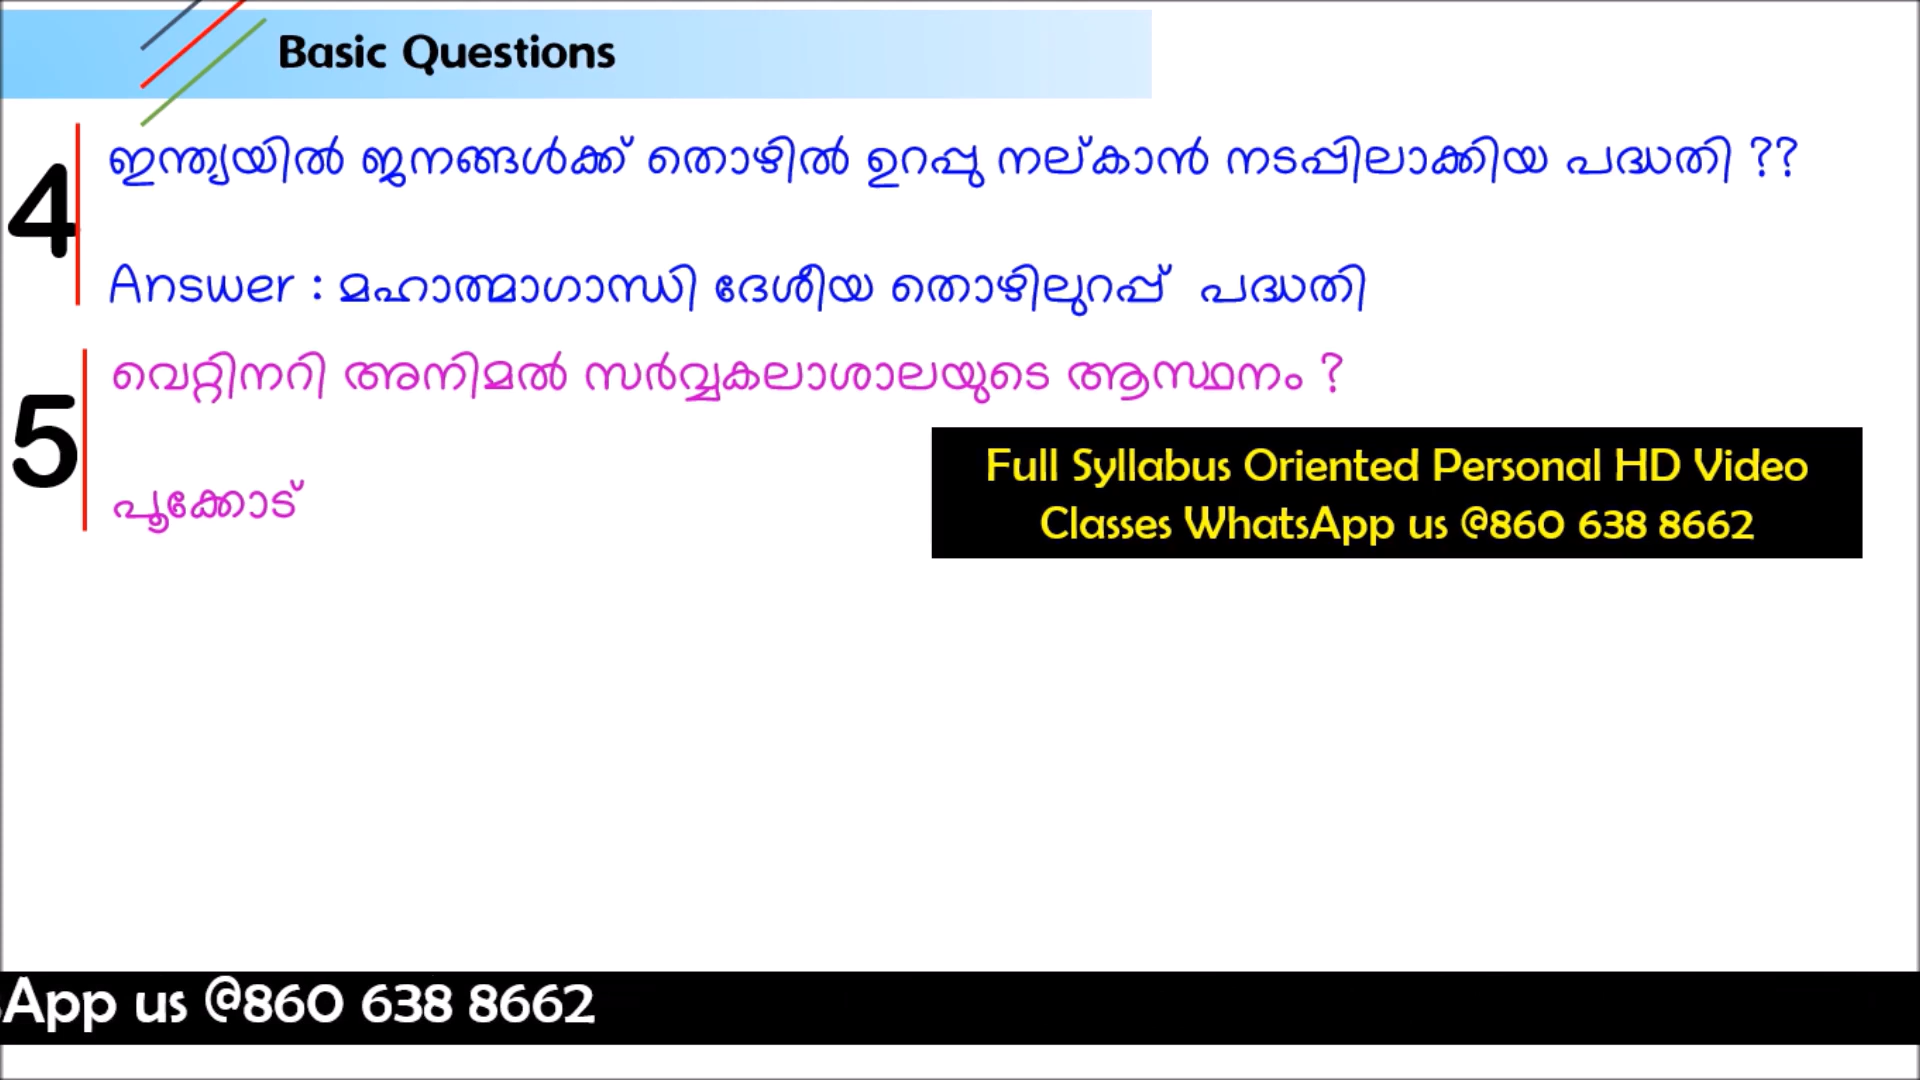 Basic Questions
4
ഇന്ത്യയിൽ ജനങ്ങൾക്ക് തൊഴിൽ ഉറപ്പു നല്കാൻ നടപ്പിലാക്കിയ പദ്ധതി ??
Answer : മഹാത്മാഗാന്ധി ദേശീയ തൊഴിലുറപ്പ് പദ്ധതി
5
വെറ്റിനറി അനിമൽ സർവ്വകലാശാലയുടെ ആസ്ഥനം ?
പൂക്കോട്
Full Syllabus Oriented Personal HD Video
Classes WhatsApp us @860 638 8662
sApp us @860 638 8662